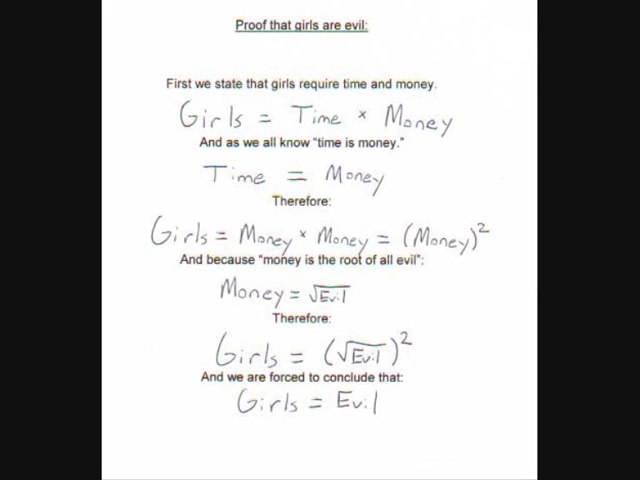 Proof that girls are evil:
First we state that girls require time and money.
Girls = Time × Money
And as we all know "time is money."
Time = Money
Therefore:
Girls = Money × Money = (Money)²
And because "money is the root of all evil":
Money = √Evil
Therefore:
Girls = (√Evil)²
And we are forced to conclude that:
Girls = Evil